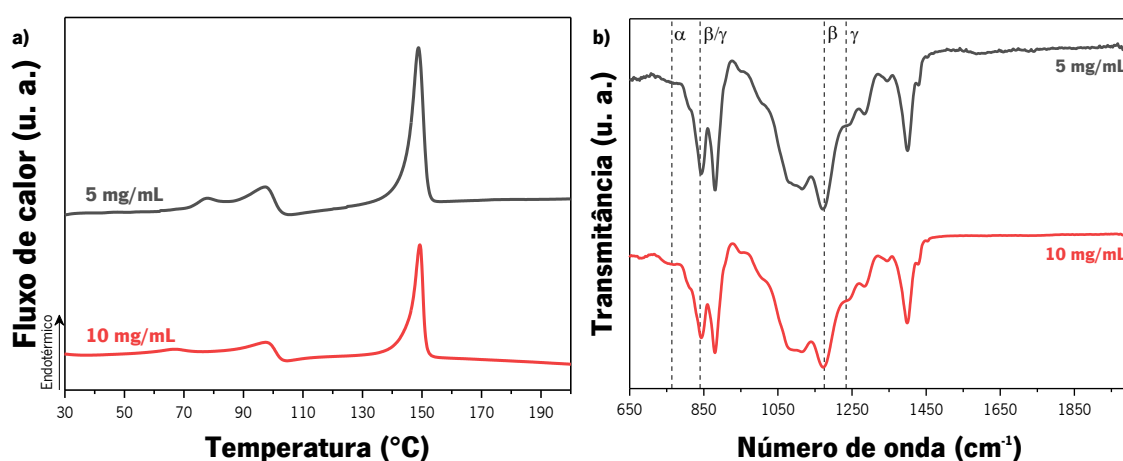 a)
Fluxo de calor (u. a.)
Endotérmico
5 mg/mL
10 mg/mL
30 50 70 90 110 130 150 170 190
Temperatura (°C)
b)
α β/γ β γ
Transmitância (u. a.)
5 mg/mL
10 mg/mL
650 850 1050 1250 1450 1650 1850
Número de onda (cm⁻¹)